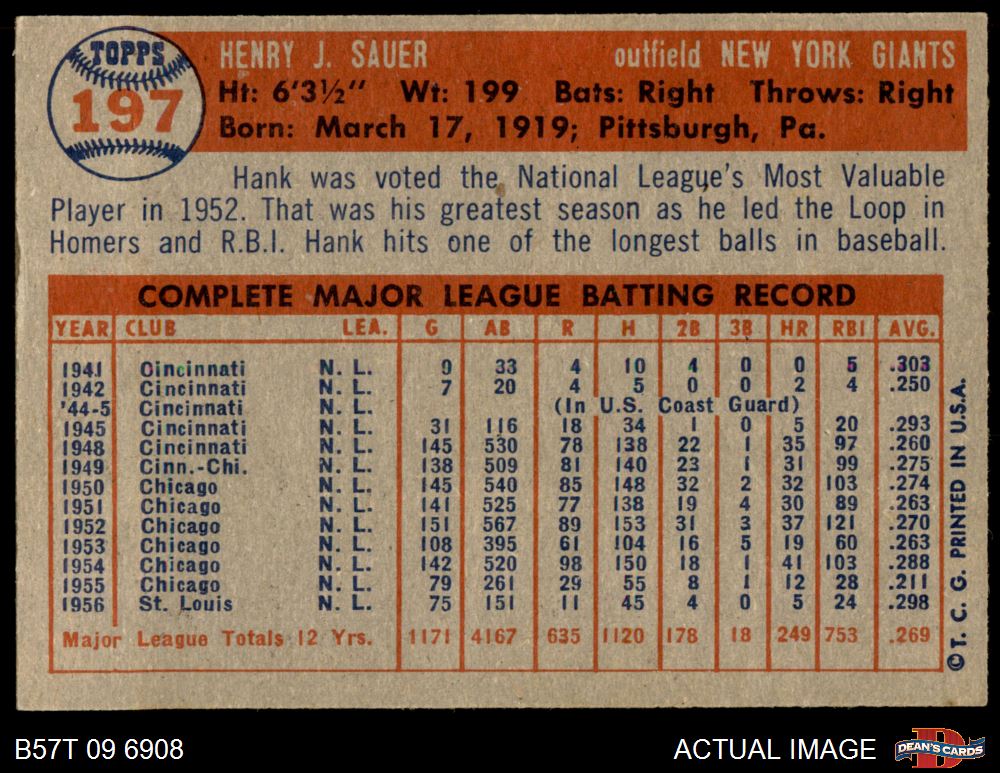 TOPPS
197
HENRY J. SAUER outfield NEW YORK GIANTS
Ht: 6'3½" Wt: 199 Bats: Right Throws: Right
Born: March 17, 1919; Pittsburgh, Pa.
Hank was voted the National League's Most Valuable
Player in 1952. That was his greatest season as he led the Loop in
Homers and R.B.I. Hank hits one of the longest balls in baseball.
COMPLETE MAJOR LEAGUE BATTING RECORD
YEAR CLUB LEA. G AB R H 2B 3B HR RBI AVG.
1941 Cincinnati N. L. 9 33 4 10 4 0 0 5 .303
1942 Cincinnati N. L. 7 20 4 5 0 0 2 4 .250
'44-5 Cincinnati N. L. (In U.S. Coast Guard)
1945 Cincinnati N. L. 31 116 18 34 1 0 5 20 .293
1948 Cincinnati N. L. 145 530 78 138 22 1 35 97 .260
1949 Cinn.-Chi. N. L. 138 509 81 140 23 1 31 99 .275
1950 Chicago N. L. 145 540 85 148 32 2 32 103 .274
1951 Chicago N. L. 141 525 77 138 19 4 30 89 .263
1952 Chicago N. L. 151 567 89 153 31 3 37 121 .270
1953 Chicago N. L. 108 395 61 104 16 5 19 60 .263
1954 Chicago N. L. 142 520 98 150 18 1 41 103 .288
1955 Chicago N. L. 79 261 29 55 8 1 12 28 .211
1956 St. Louis N. L. 75 151 11 45 4 0 5 24 .298
Major League Totals 12 Yrs. 1171 4167 635 1120 178 18 249 753 .269
©T. C. G. PRINTED IN U.S.A.
B57T 09 6908
ACTUAL IMAGE
D
DEAN'S CARDS